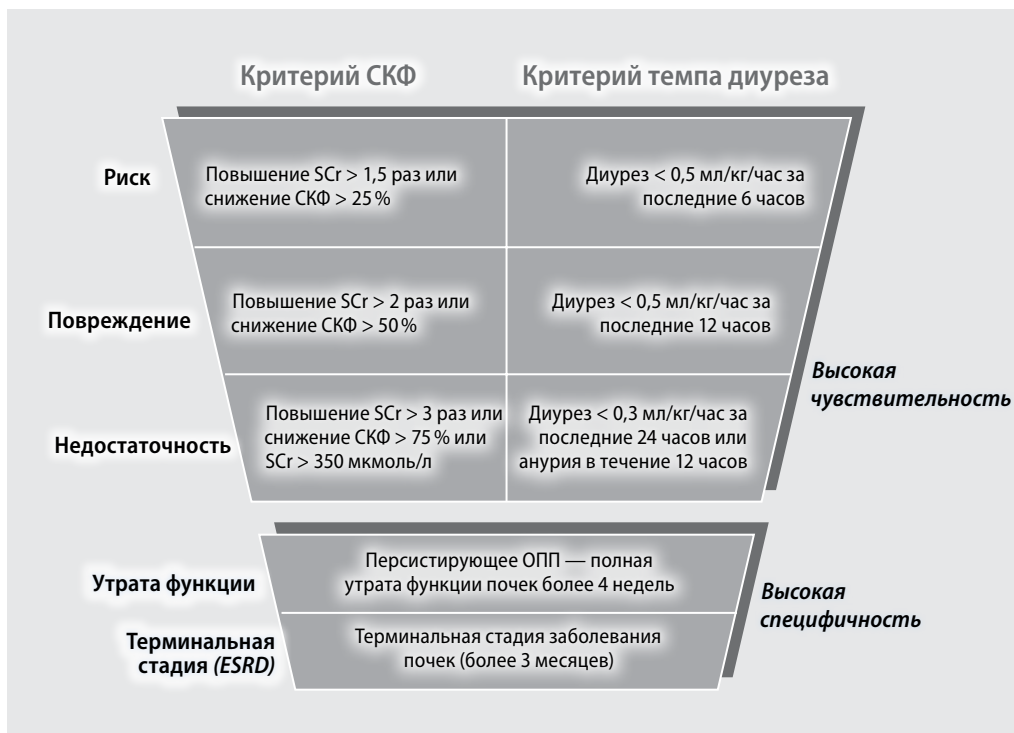 Критерий СКФ
Критерий темпа диуреза
Риск
Повышение SCr > 1,5 раз или
снижение СКФ > 25 %
Диурез < 0,5 мл/кг/час за
последние 6 часов
Повреждение
Повышение SCr > 2 раз или
снижение СКФ > 50 %
Диурез < 0,5 мл/кг/час за
последние 12 часов
Высокая
чувствительность
Недостаточность
Повышение SCr > 3 раз или
снижение СКФ > 75 % или
SCr > 350 мкмоль/л
Диурез < 0,3 мл/кг/час за
последние 24 часов или
анурия в течение 12 часов
Утрата функции
Персистирующее ОПП — полная
утрата функции почек более 4 недель
Высокая
специфичность
Терминальная
стадия (ESRD)
Терминальная стадия заболевания
почек (более 3 месяцев)